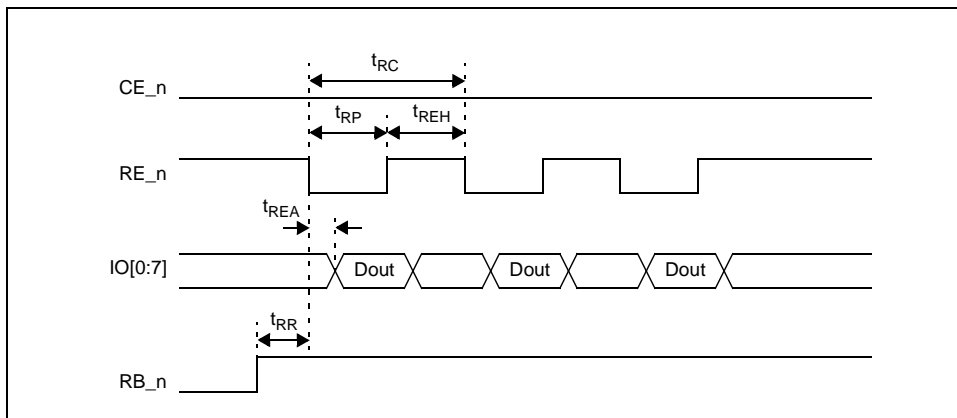 tRC
CE_n
tRP
tREH
RE_n
tREA
IO[0:7]
Dout
Dout
Dout
tRR
RB_n